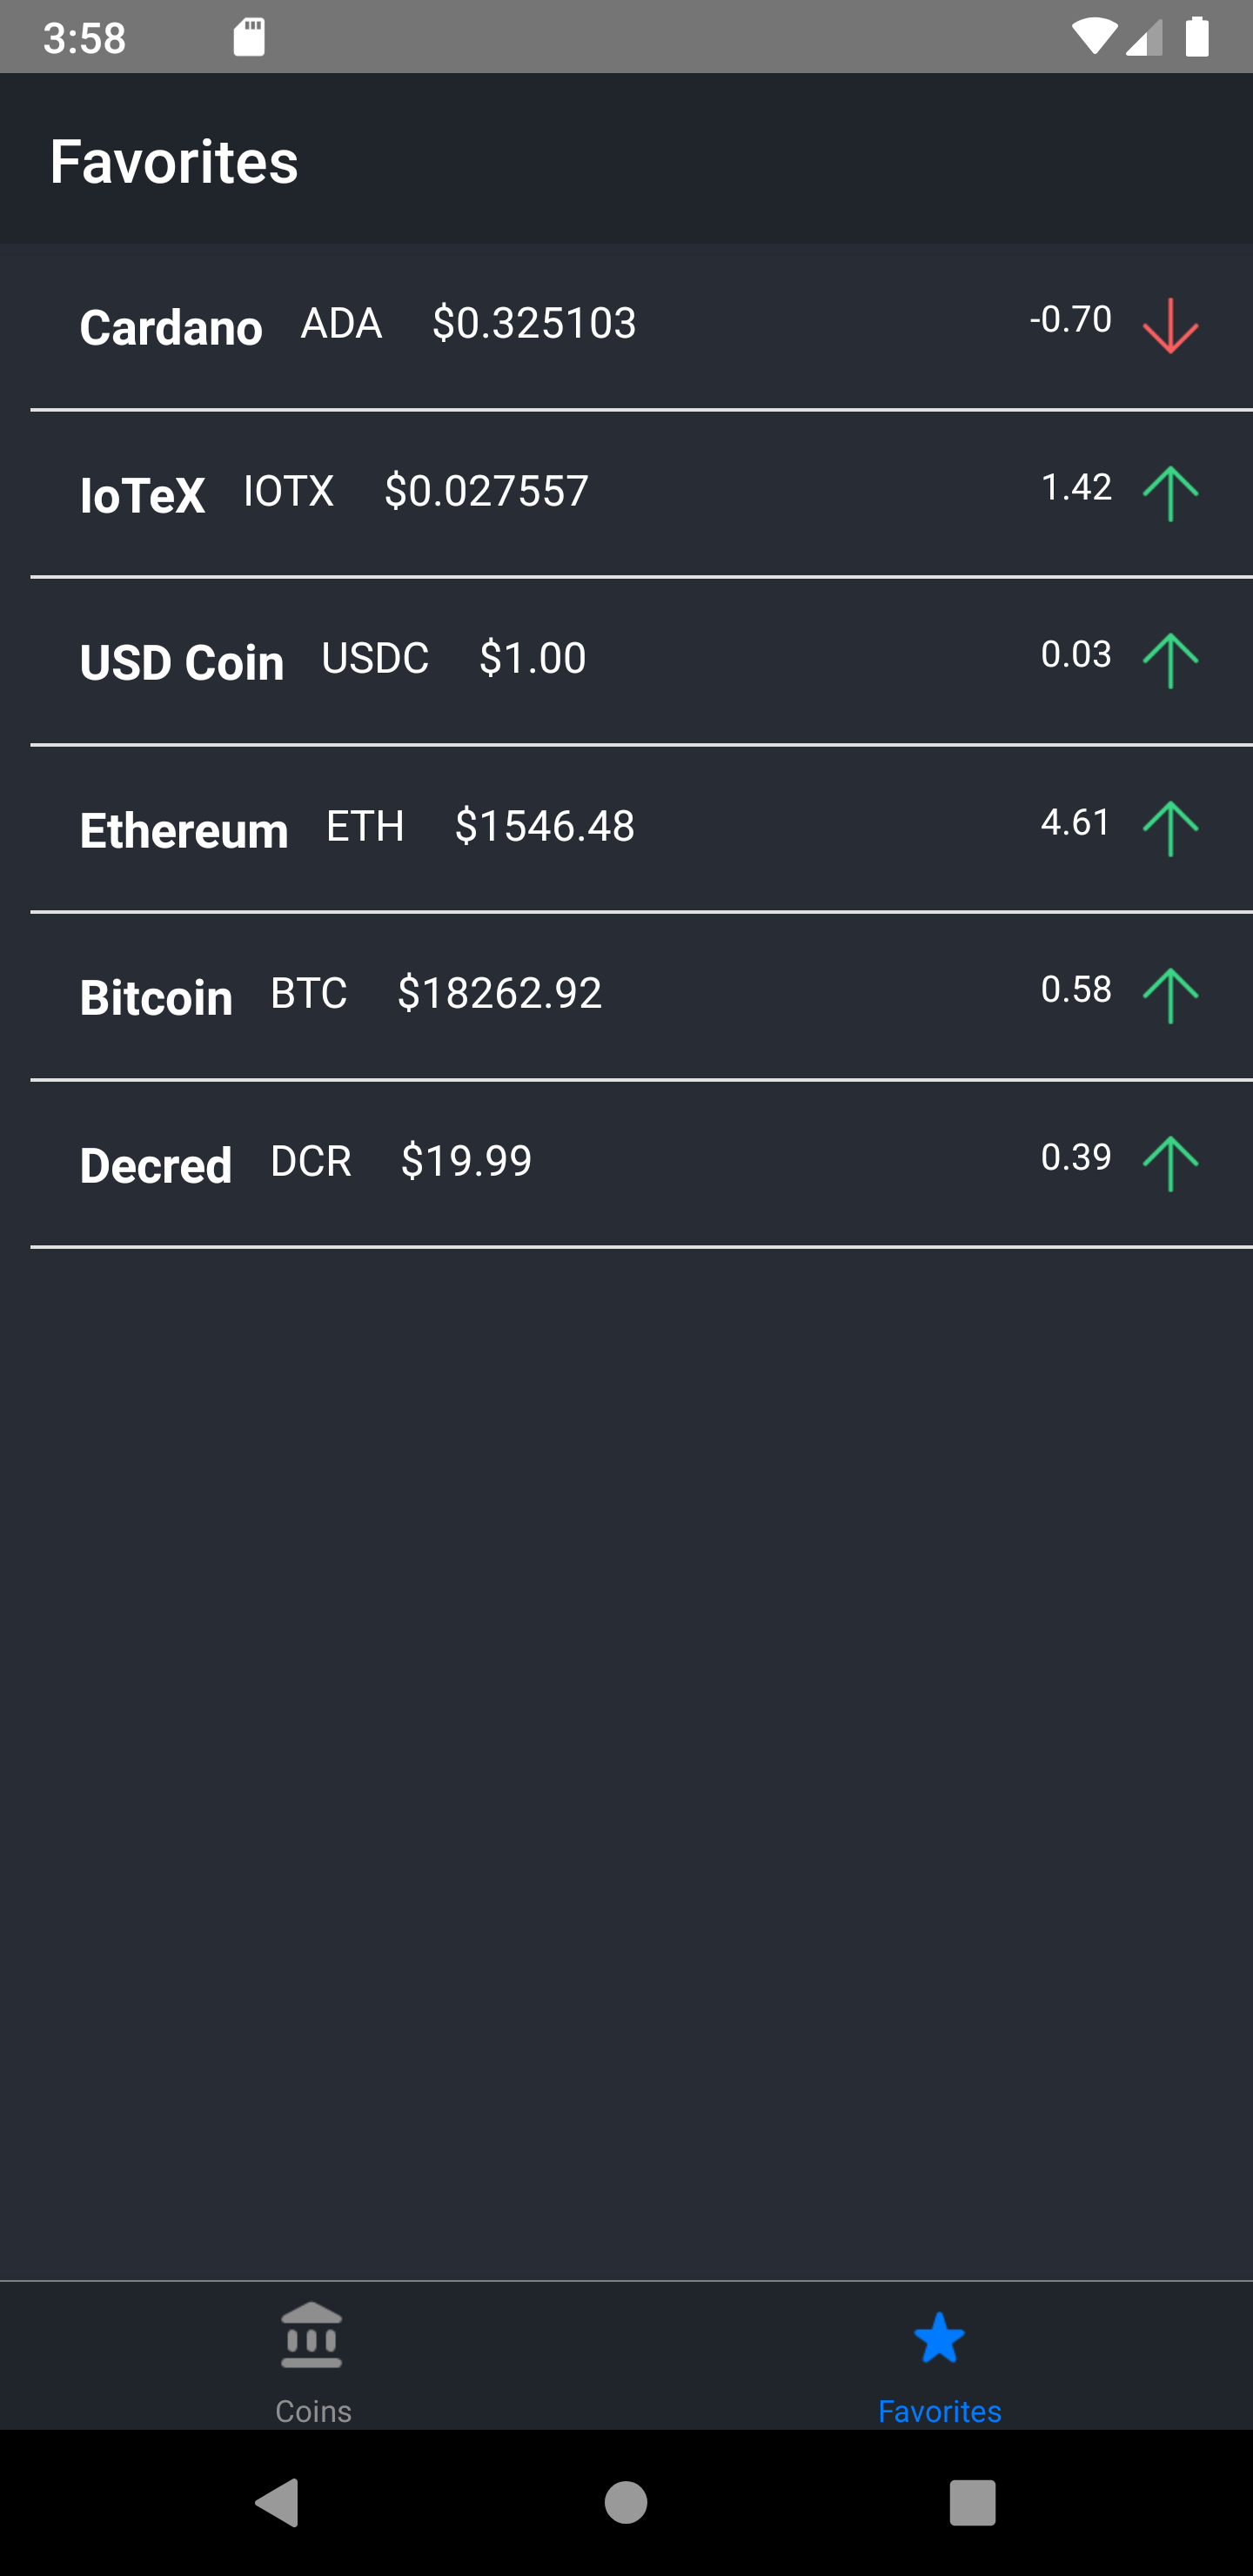 3:58
Favorites
Cardano ADA $0.325103 -0.70
IoTeX IOTX $0.027557 1.42
USD Coin USDC $1.00 0.03
Ethereum ETH $1546.48 4.61
Bitcoin BTC $18262.92 0.58
Decred DCR $19.99 0.39
Coins Favorites